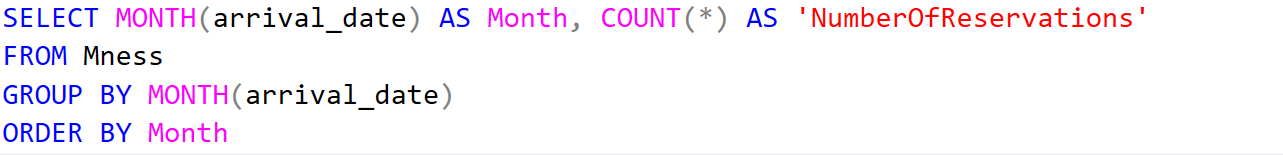 SELECT MONTH(arrival_date) AS Month, COUNT(*) AS 'NumberOfReservations'
FROM Mness
GROUP BY MONTH(arrival_date)
ORDER BY Month